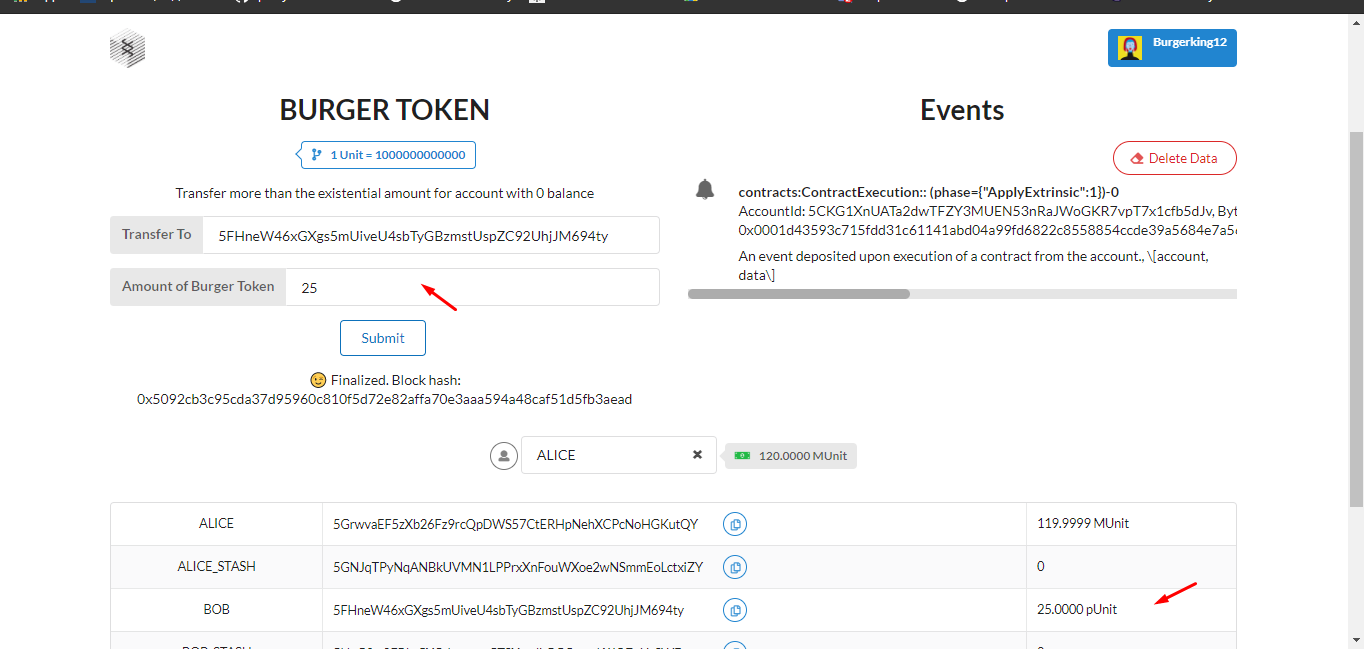 Burgerking12
BURGER TOKEN
1 Unit = 1000000000000
Transfer more than the existential amount for account with 0 balance
Transfer To 5FHneW46xGXgs5mUiveU4sbTyGBzmstUspZC92UhjJM694ty
Amount of Burger Token 25
Submit
Finalized. Block hash:
0x5092cb3c95cda37d95960c810f5d72e82affa70e3aaa594a48caf51d5fb3aead
Events
Delete Data
contracts:ContractExecution:: (phase={"ApplyExtrinsic":1})-0
AccountId: 5CKG1XnUATa2dwTFZY3MUEN53nRaJWoGKR7vpT7x1cfb5dJv, Byt
0x0001d43593c715fdd31c61141abd04a99fd6822c8558854ccde39a5684e7a5
An event deposited upon execution of a contract from the account., \[account,
data\]
ALICE 120.0000 MUnit
ALICE 5GrwvaEF5zXb26Fz9rcQpDWS57CtERHpNehXCPcNoHGKutQY 119.9999 MUnit
ALICE_STASH 5GNJqTPyNqANBkUVMN1LPPrxXnFouWXoe2wNSmmEoLctxiZY 0
BOB 5FHneW46xGXgs5mUiveU4sbTyGBzmstUspZC92UhjJM694ty 25.0000 pUnit